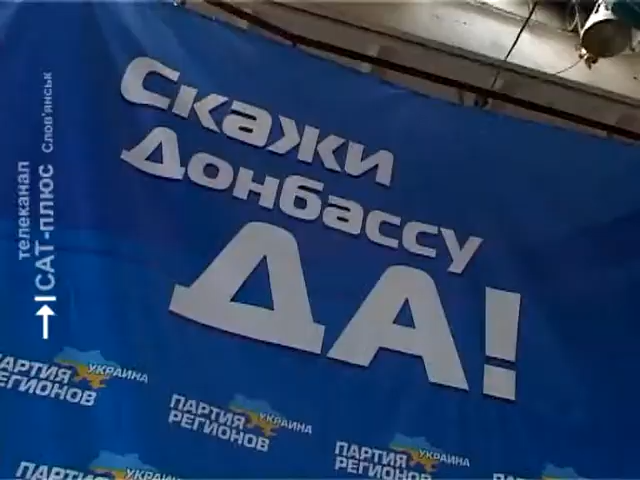 Скажи
Донбассу
ДА!
телеканал
САТ-плюс Слов'янськ
ПАРТИЯ
РЕГИОНОВ
УКРАИНА
ПАРТИЯ
РЕГИОНОВ
УКРАИНА
ПАРТИЯ
РЕГИОНОВ
УКРАИНА
ПАРТИЯ
УКРАИНА